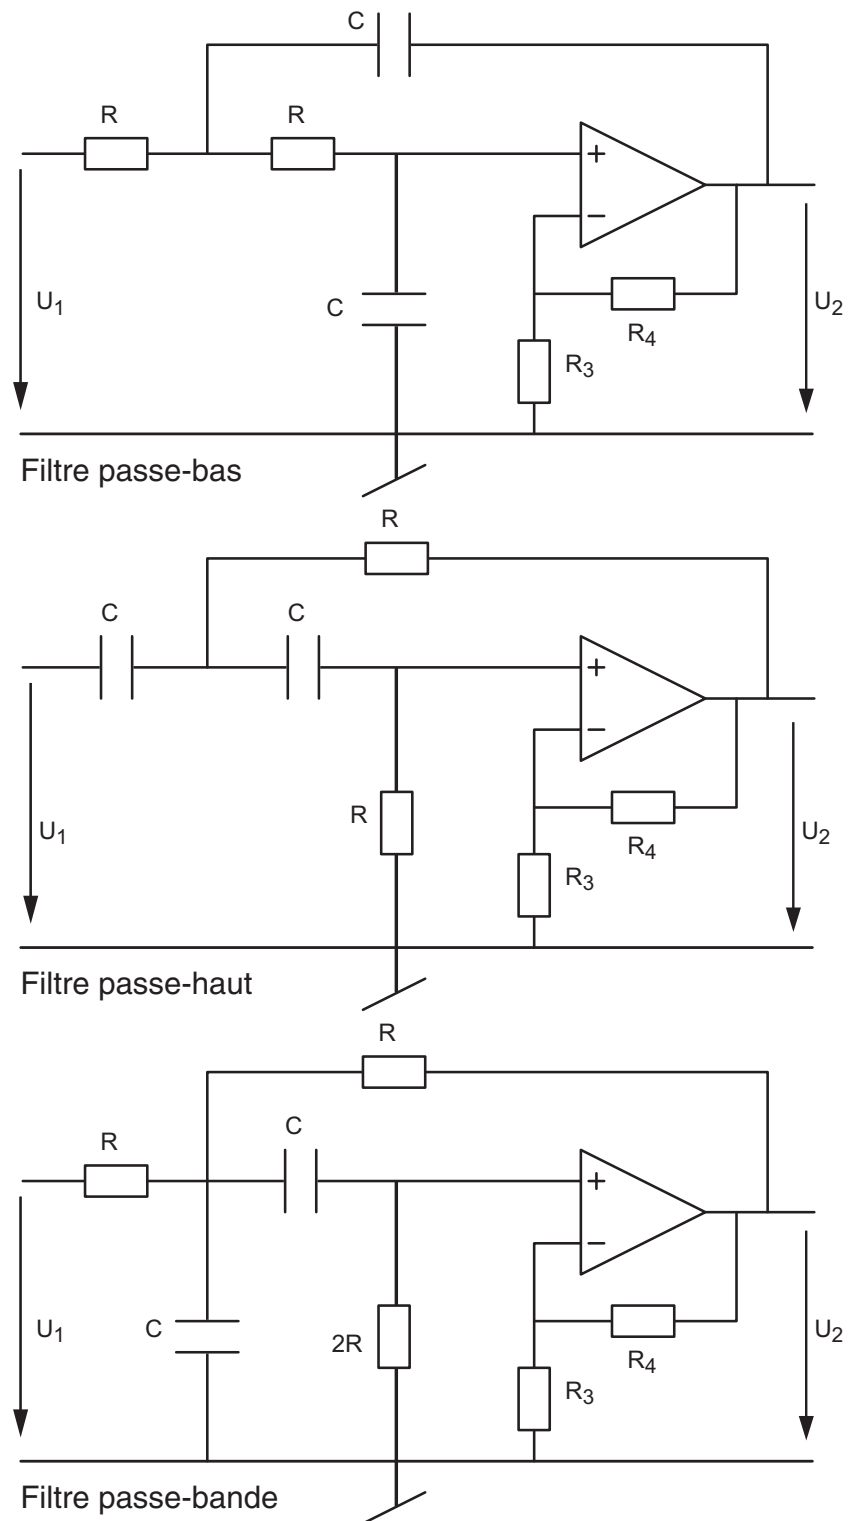 C
R
R
+
−
U1
C
R4
U2
R3
Filtre passe-bas
R
C
C
+
−
U1
R
R4
U2
R3
Filtre passe-haut
R
C
R
+
−
U1
C
2R
R4
U2
R3
Filtre passe-bande